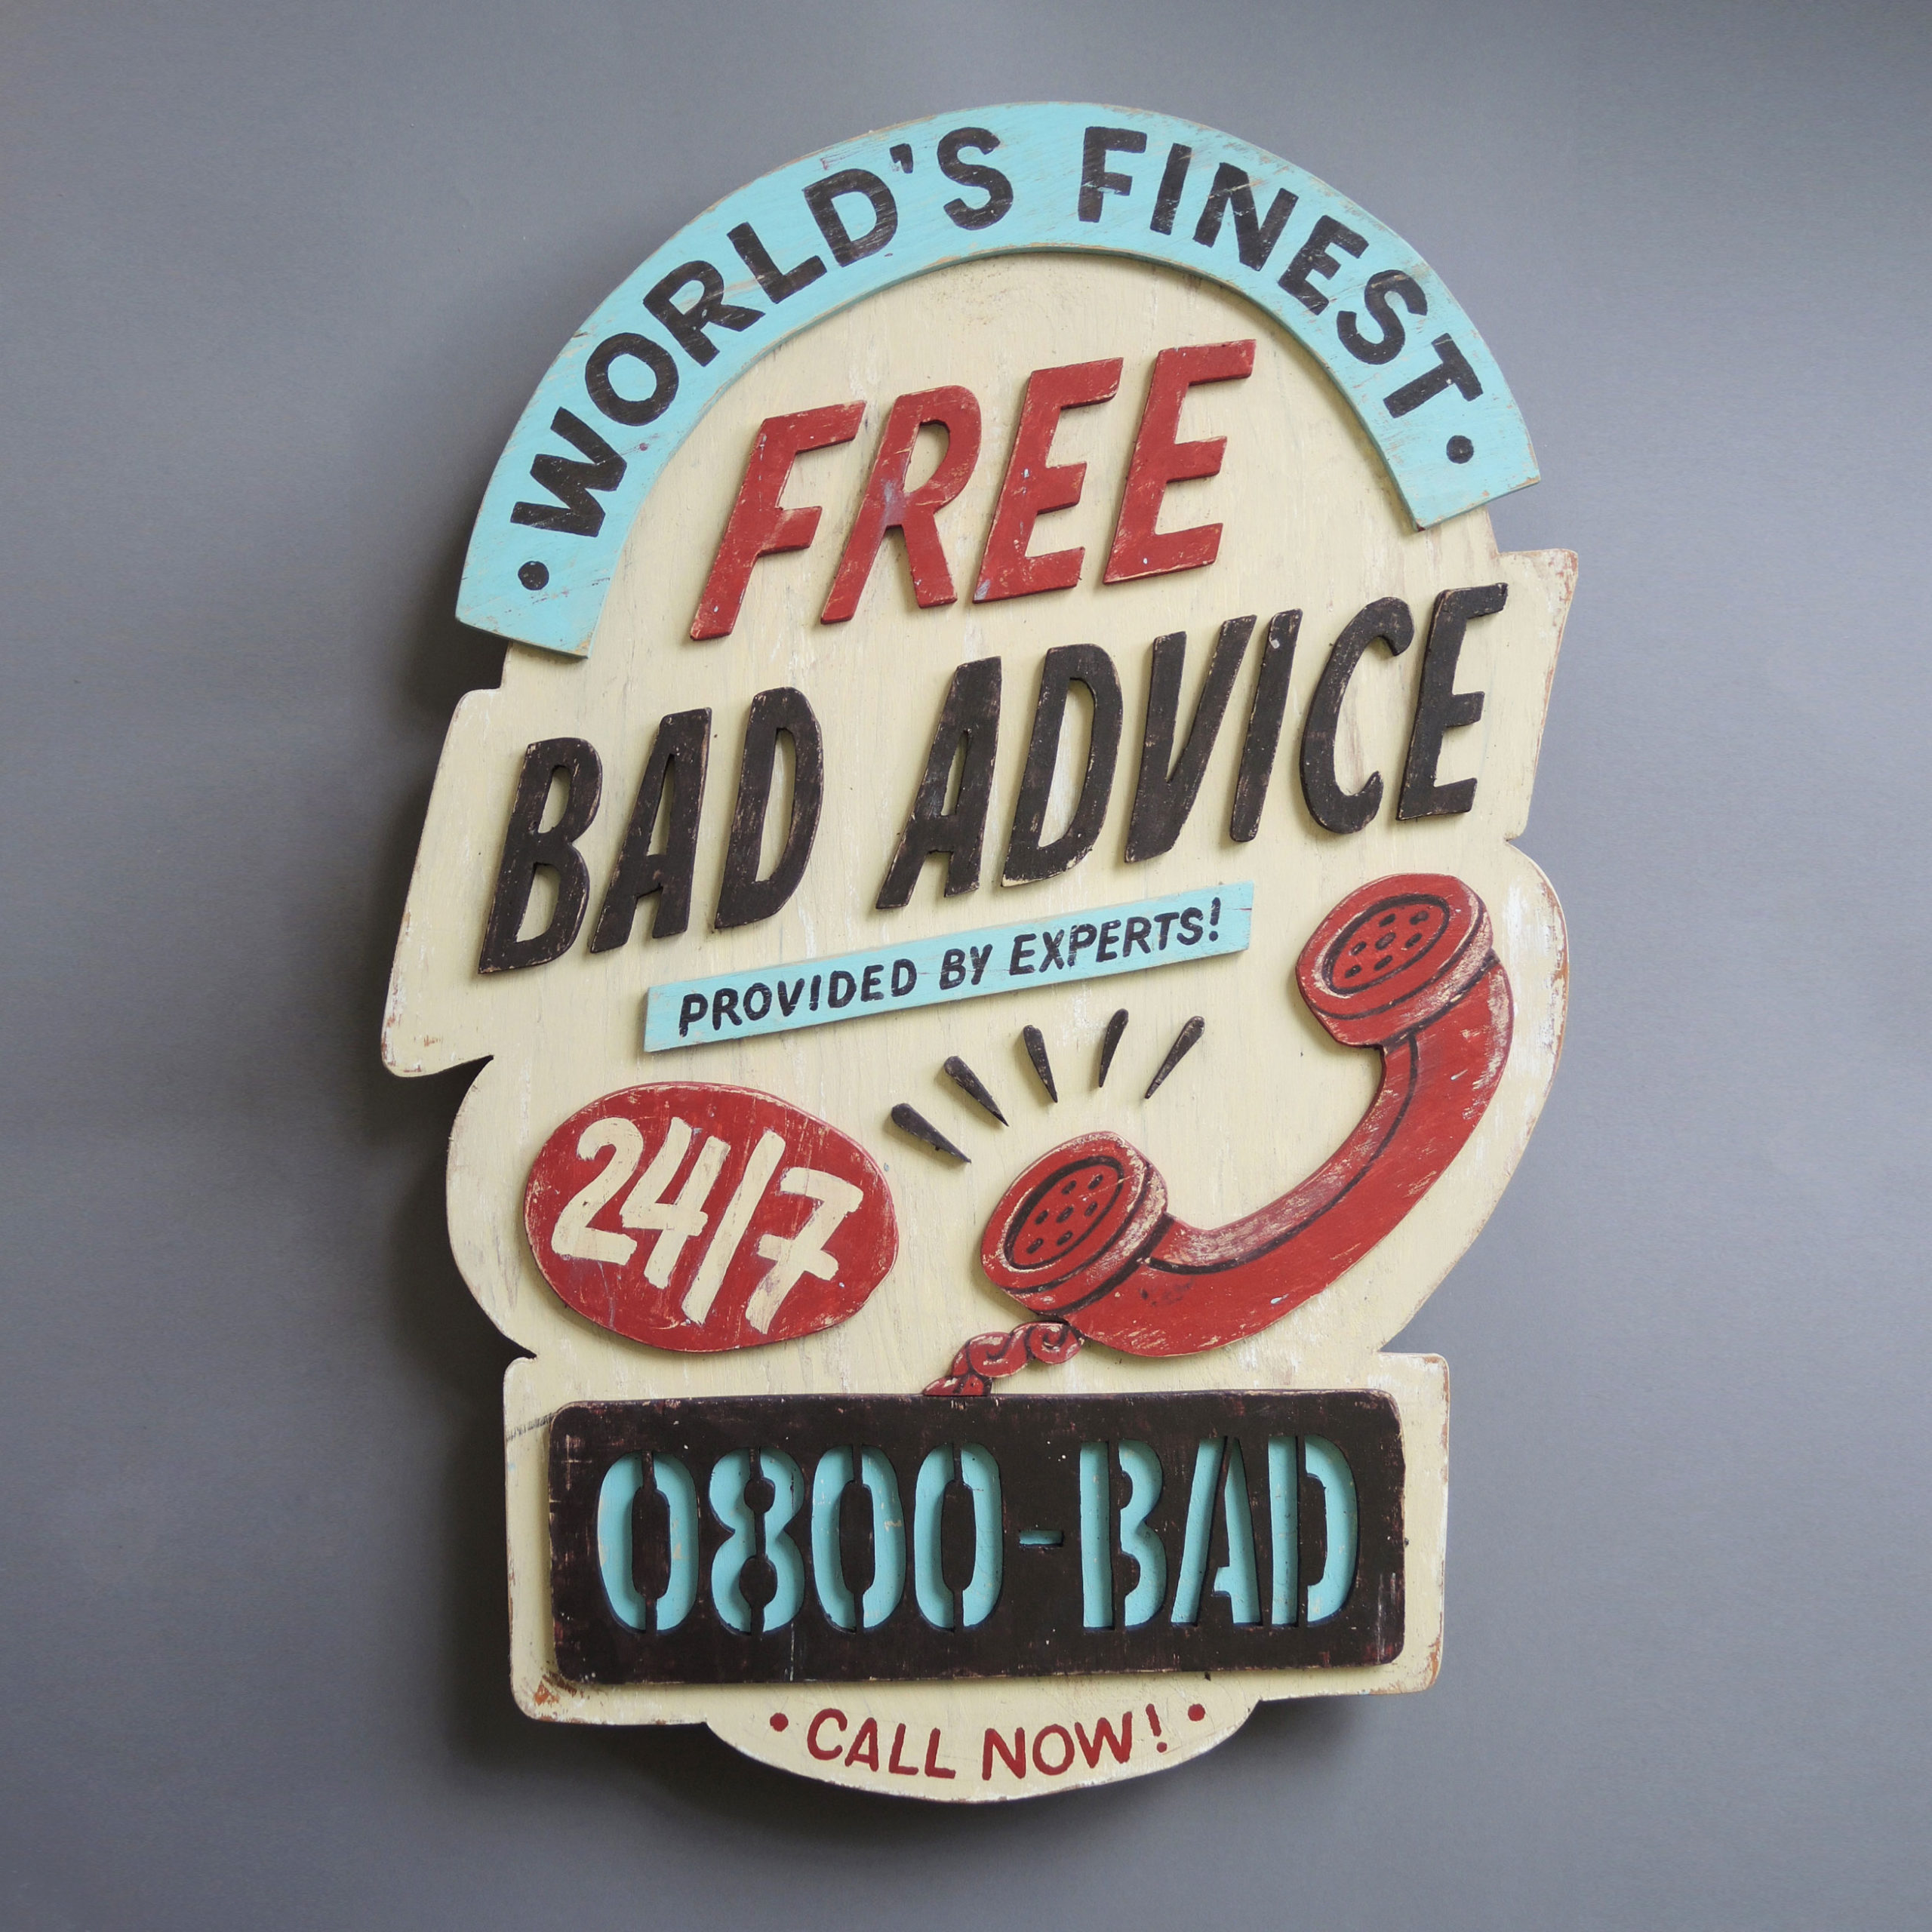 • WORLD'S FINEST •
FREE
BAD ADVICE
PROVIDED BY EXPERTS!
24/7
0800-BAD
• CALL NOW! •